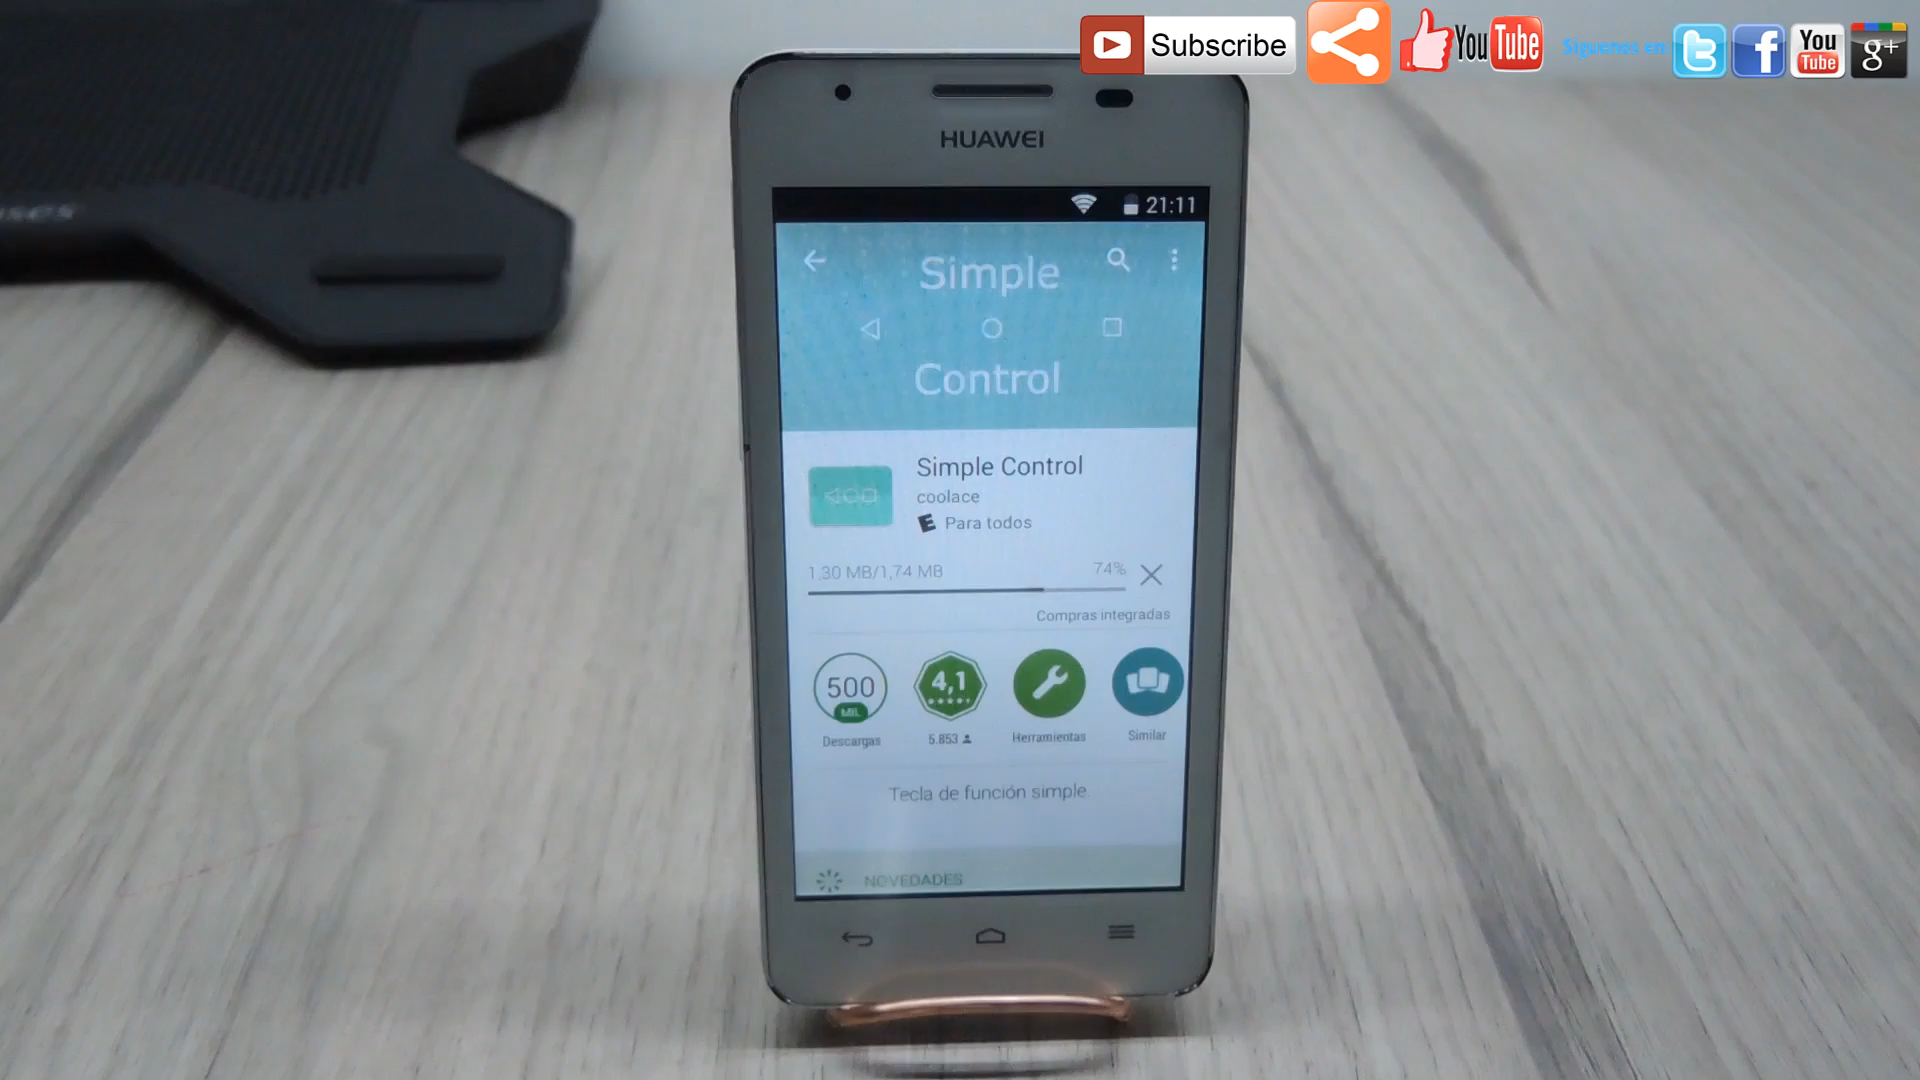 Subscribe
You Tube
Siguenos en
You
Tube
g+
HUAWEI
21:11
Simple
Control
Simple Control
coolace
E Para todos
1,30 MB/1,74 MB 74%
Compras integradas
500
MIL
4,1
Descargas
5.853
Herramientas
Similar
Tecla de función simple.
NOVEDADES